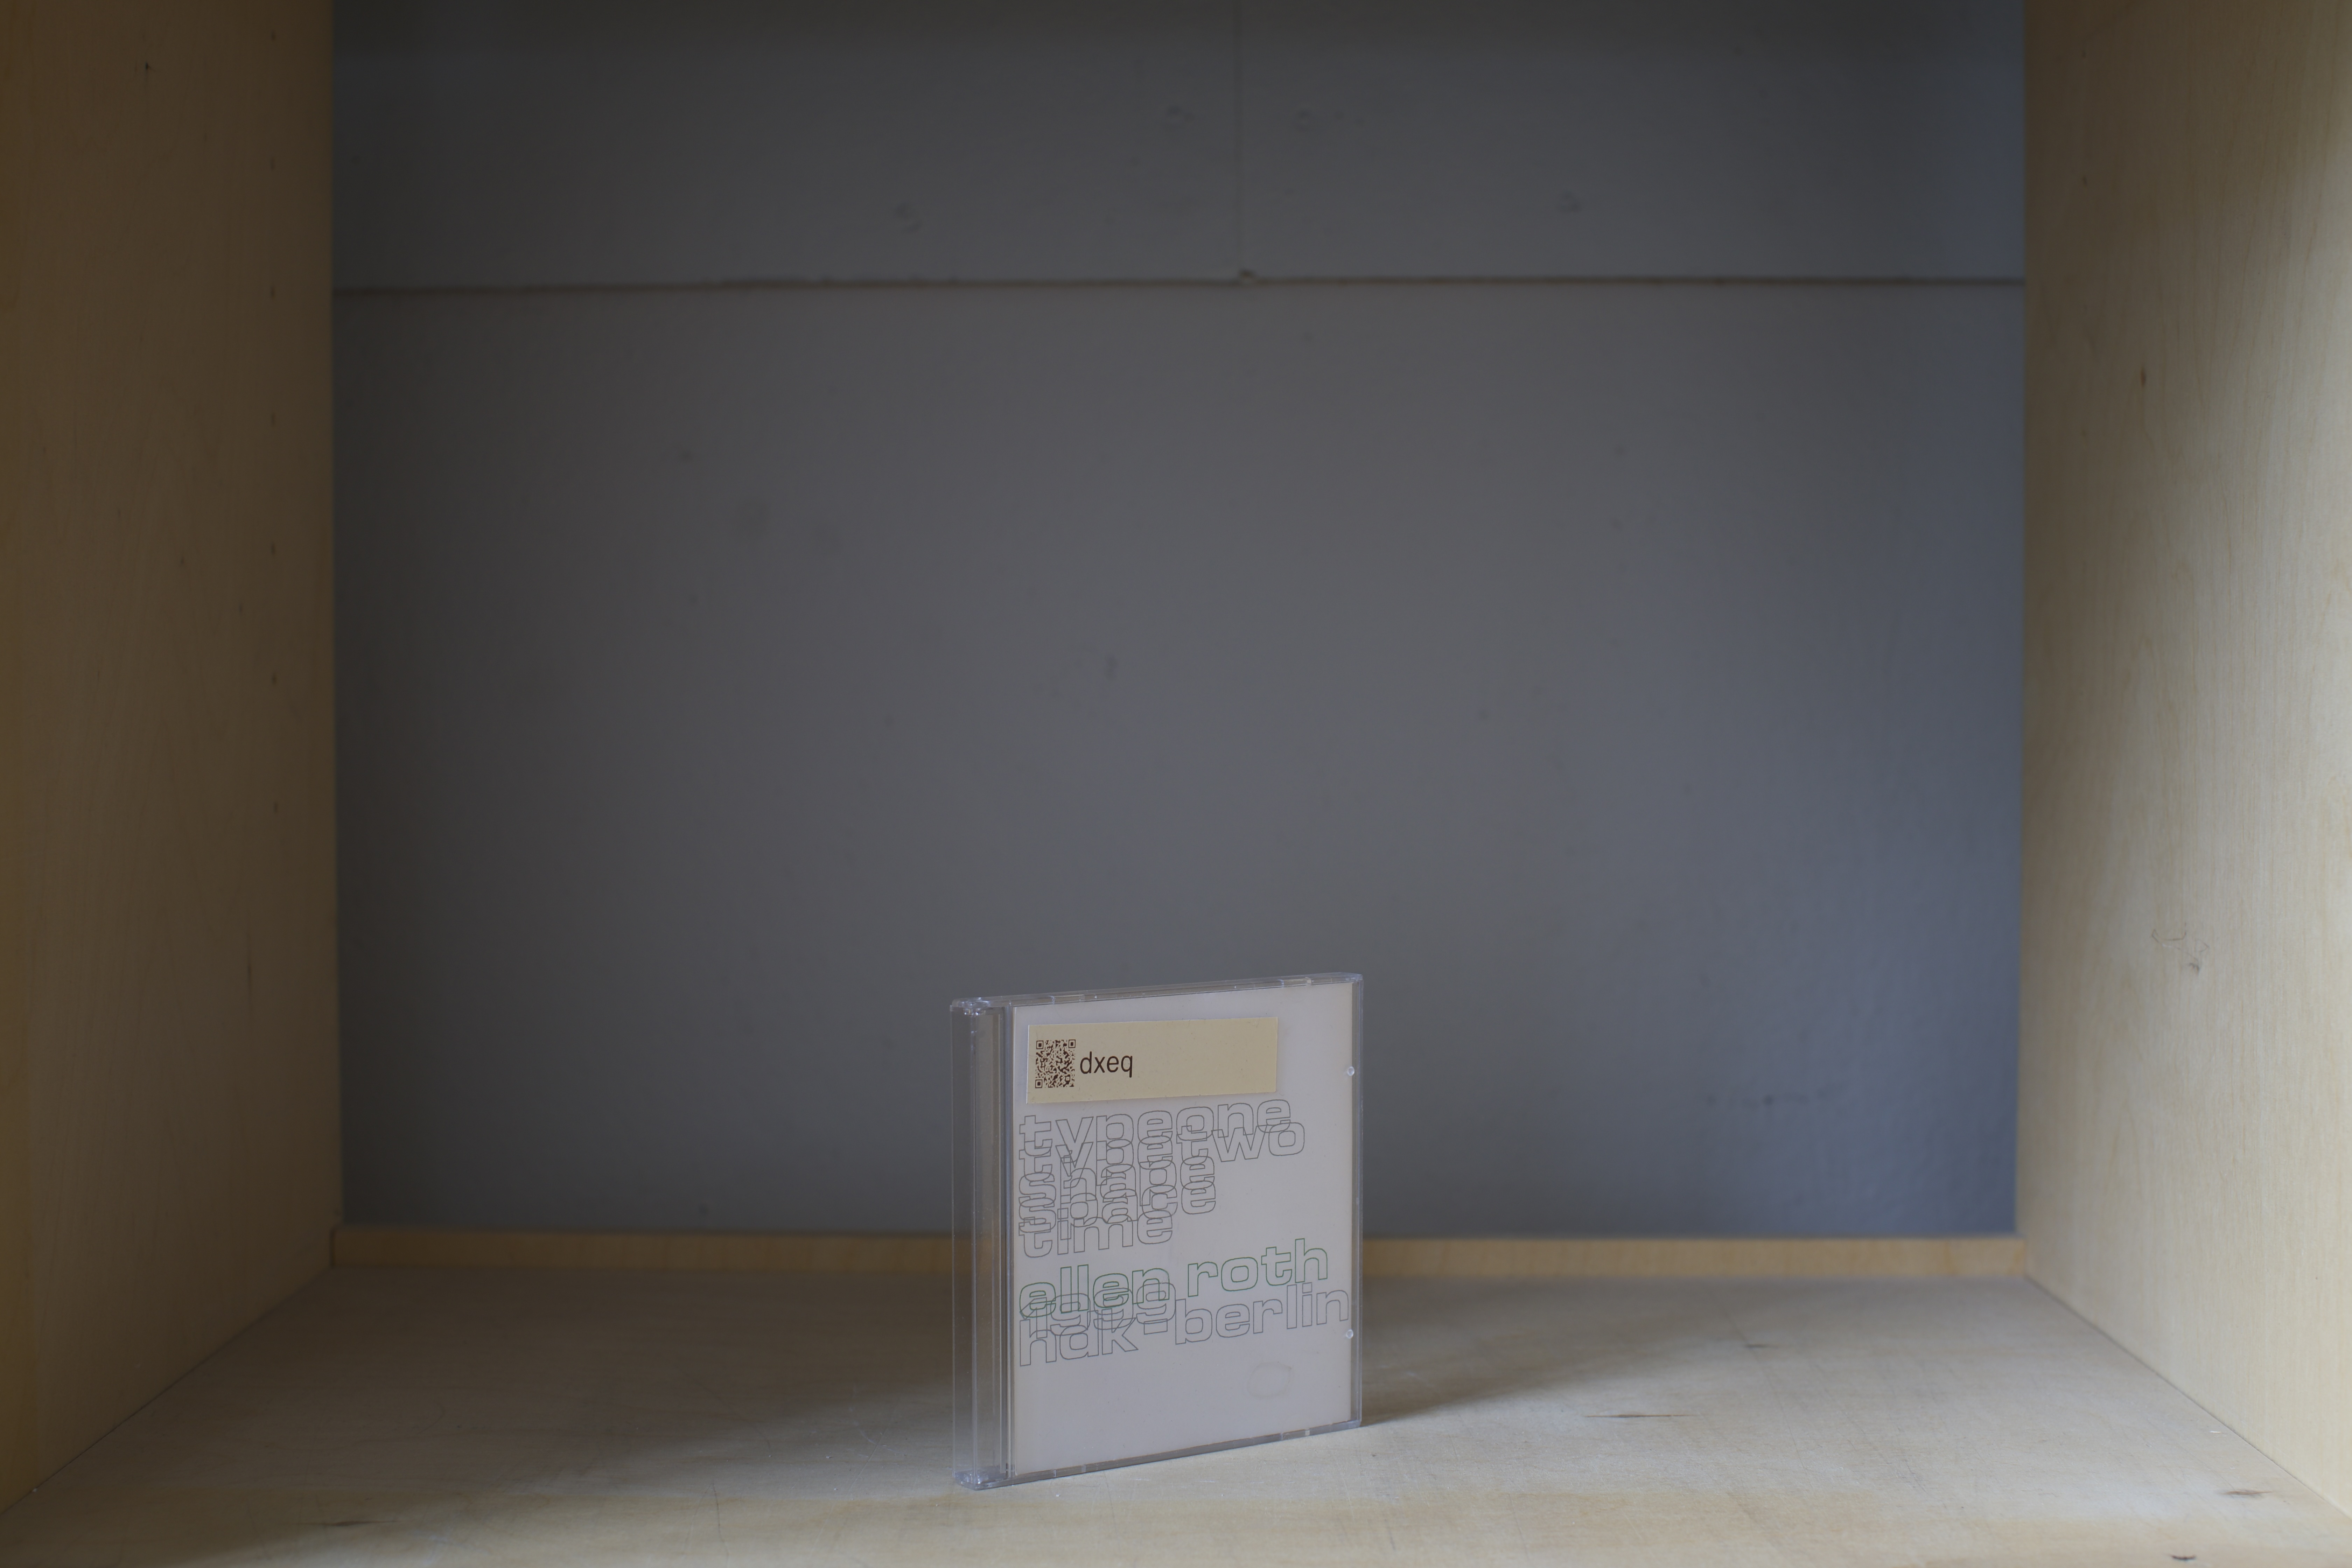 dxeq
typeone
typetwo
shape
space
time
ellen roth
1999
hdk-berlin